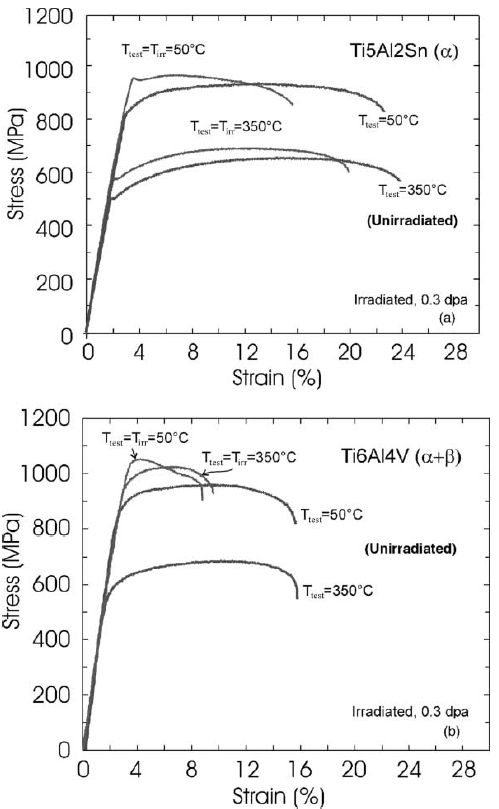 1200
1000
800
600
400
200
0
Stress (MPa)
T_test=T_irr=50°C
Ti5Al2Sn (α)
T_test=T_irr=350°C
T_test=50°C
T_test=350°C
(Unirradiated)
Irradiated, 0.3 dpa
(a)
0 4 8 12 16 20 24 28
Strain (%)
1200
1000
800
600
400
200
0
Stress (MPa)
T_test=T_irr=50°C
Ti6Al4V (α+β)
T_test=T_irr=350°C
T_test=50°C
(Unirradiated)
T_test=350°C
Irradiated, 0.3 dpa
(b)
0 4 8 12 16 20 24 28
Strain (%)